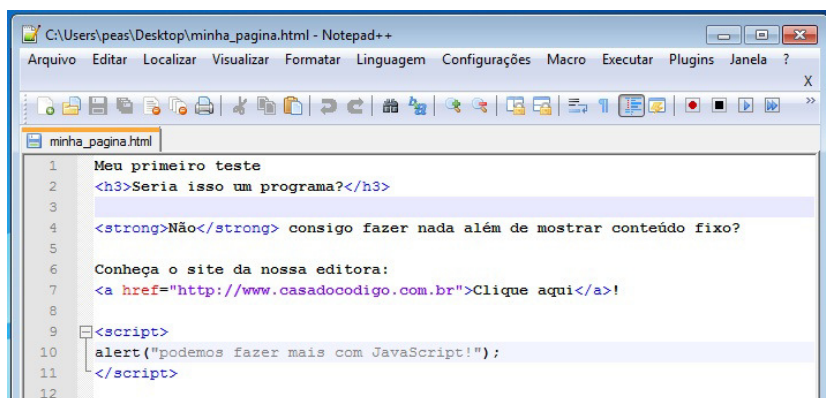 C:\Users\peas\Desktop\minha_pagina.html - Notepad++
Arquivo Editar Localizar Visualizar Formatar Linguagem Configurações Macro Executar Plugins Janela ?
X
minha_pagina.html
1 Meu primeiro teste
2 <h3>Seria isso um programa?</h3>
3
4 <strong>Não</strong> consigo fazer nada além de mostrar conteúdo fixo?
5
6 Conheça o site da nossa editora:
7 <a href="http://www.casadocodigo.com.br">Clique aqui</a>!
8
9 <script>
10 alert("podemos fazer mais com JavaScript!");
11 </script>
12